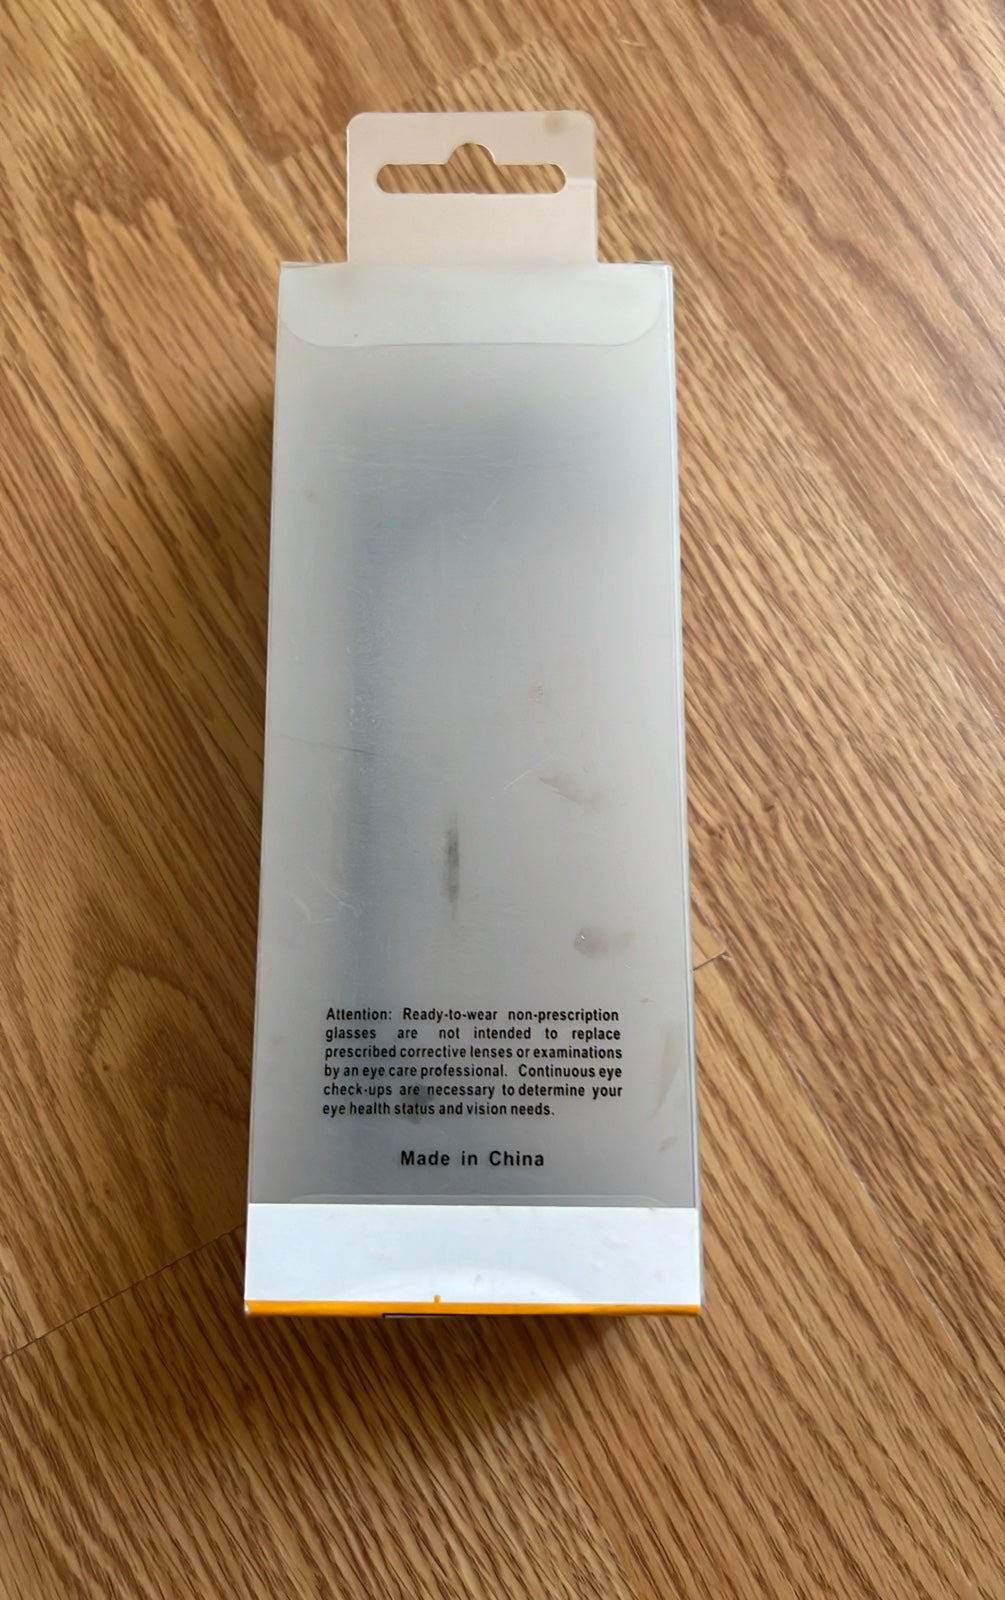 Attention: Ready-to-wear non-prescription
glasses are not intended to replace
prescribed corrective lenses or examinations
by an eye care professional. Continuous eye
check-ups are necessary to determine your
eye health status and vision needs.
Made in China